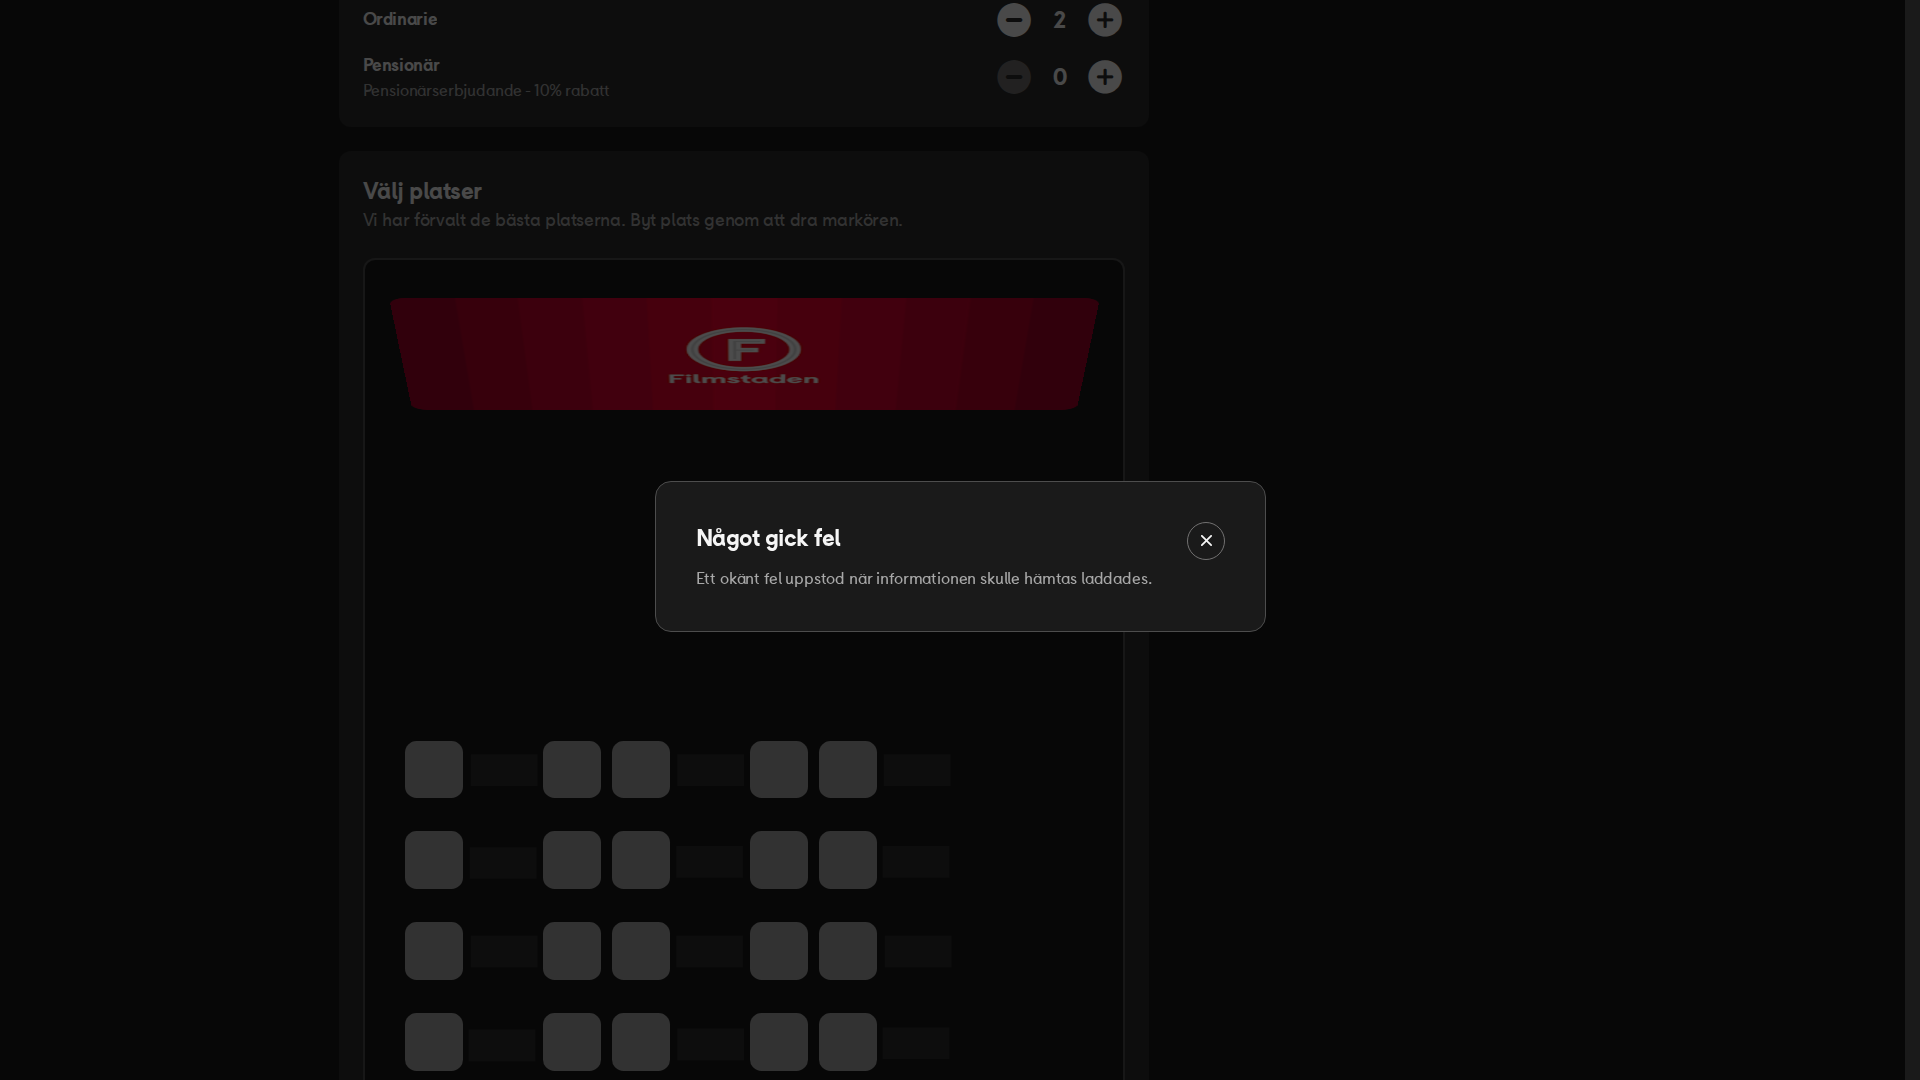 Ordinarie
2
Pensionär
Pensionärserbjudande - 10% rabatt
0
Välj platser
Vi har förvalt de bästa platserna. Byt plats genom att dra markören.
F
Filmstaden
Något gick fel
Ett okänt fel uppstod när informationen skulle hämtas laddades.